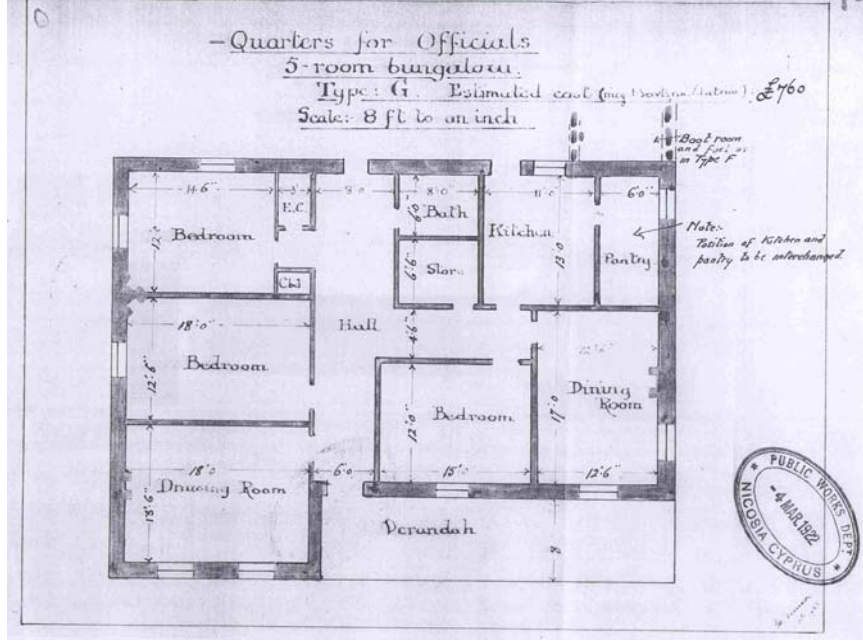 - Quarters for Officials
5-room bungalow.
Type: G. Estimated cost £760
Scale: 8 ft to an inch
Boot room
and
in Type F
14'.6"
3'
8'.0
8'.0
11'.0
6'.0"
E.C.
Bath
6'.0
Bedroom
12'.0
Kitchen
Note:
Position of Kitchen and
pantry to be interchanged
Store
6'.6"
13'.0
Pantry
18'.0"
Hall
4'.6"
Bedroom
12'.6"
Dining
Room
17'.0
Bedroom
12'.0"
18'.0
6'.0
15'.0
12'.6"
Drawing Room
Verandah
8
PUBLIC WORKS DEPT
-4 MAR 1922
NICOSIA CYPRUS